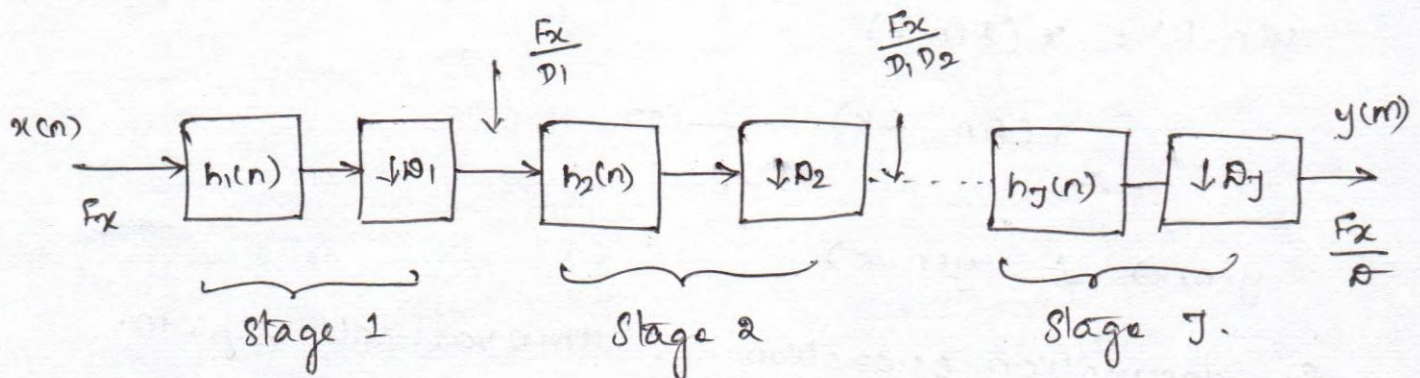 Fx/D1 Fx/D1D2
x(n) y(m)
h1(n) ↓D1 h2(n) ↓D2 ..... hJ(n) ↓DJ
Fx Fx/D
Stage 1 Stage 2 Stage J.